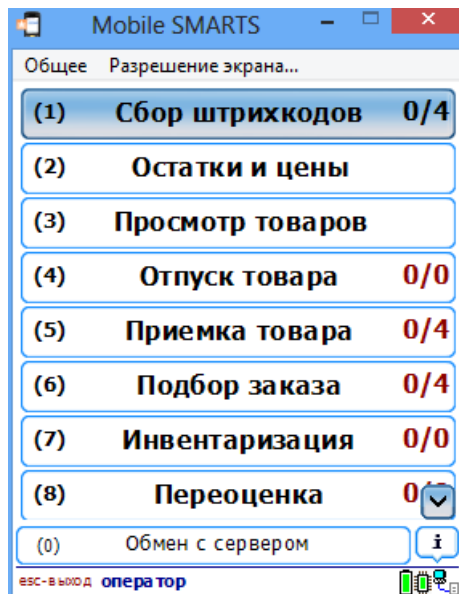 Mobile SMARTS
Общее Разрешение экрана...
(1) Сбор штрихкодов 0/4
(2) Остатки и цены
(3) Просмотр товаров
(4) Отпуск товара 0/0
(5) Приемка товара 0/4
(6) Подбор заказа 0/4
(7) Инвентаризация 0/0
(8) Переоценка
(0) Обмен с сервером i
esc-выход оператор